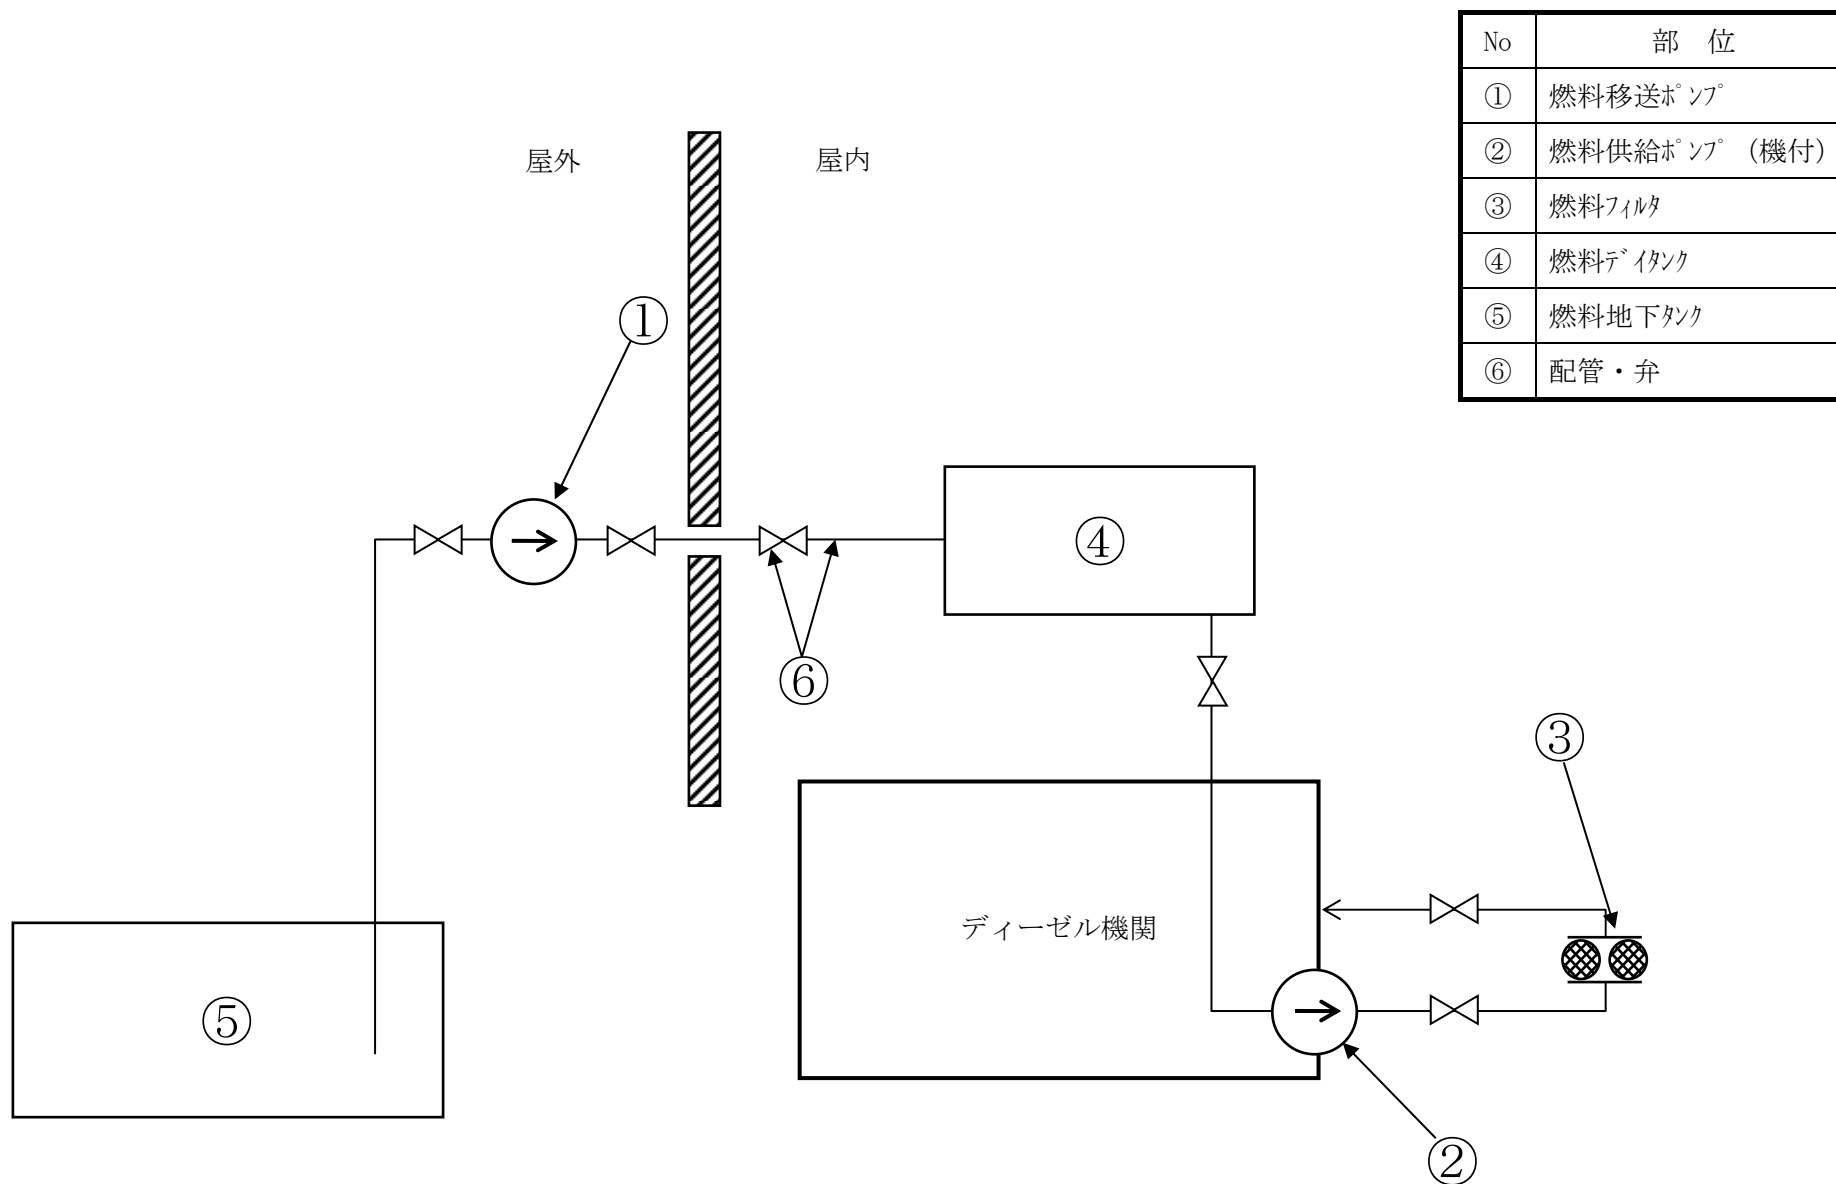 No 部　位
① 燃料移送ﾎﾟﾝﾌﾟ
② 燃料供給ﾎﾟﾝﾌﾟ（機付）
③ 燃料ﾌｨﾙﾀ
④ 燃料ﾃﾞｲﾀﾝｸ
⑤ 燃料地下ﾀﾝｸ
⑥ 配管・弁
屋外 屋内
①
④
⑥
③
ディーゼル機関
⑤
②